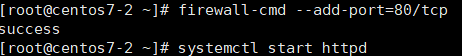 [root@centos7-2 ~]# firewall-cmd --add-port=80/tcp
success
[root@centos7-2 ~]# systemctl start httpd